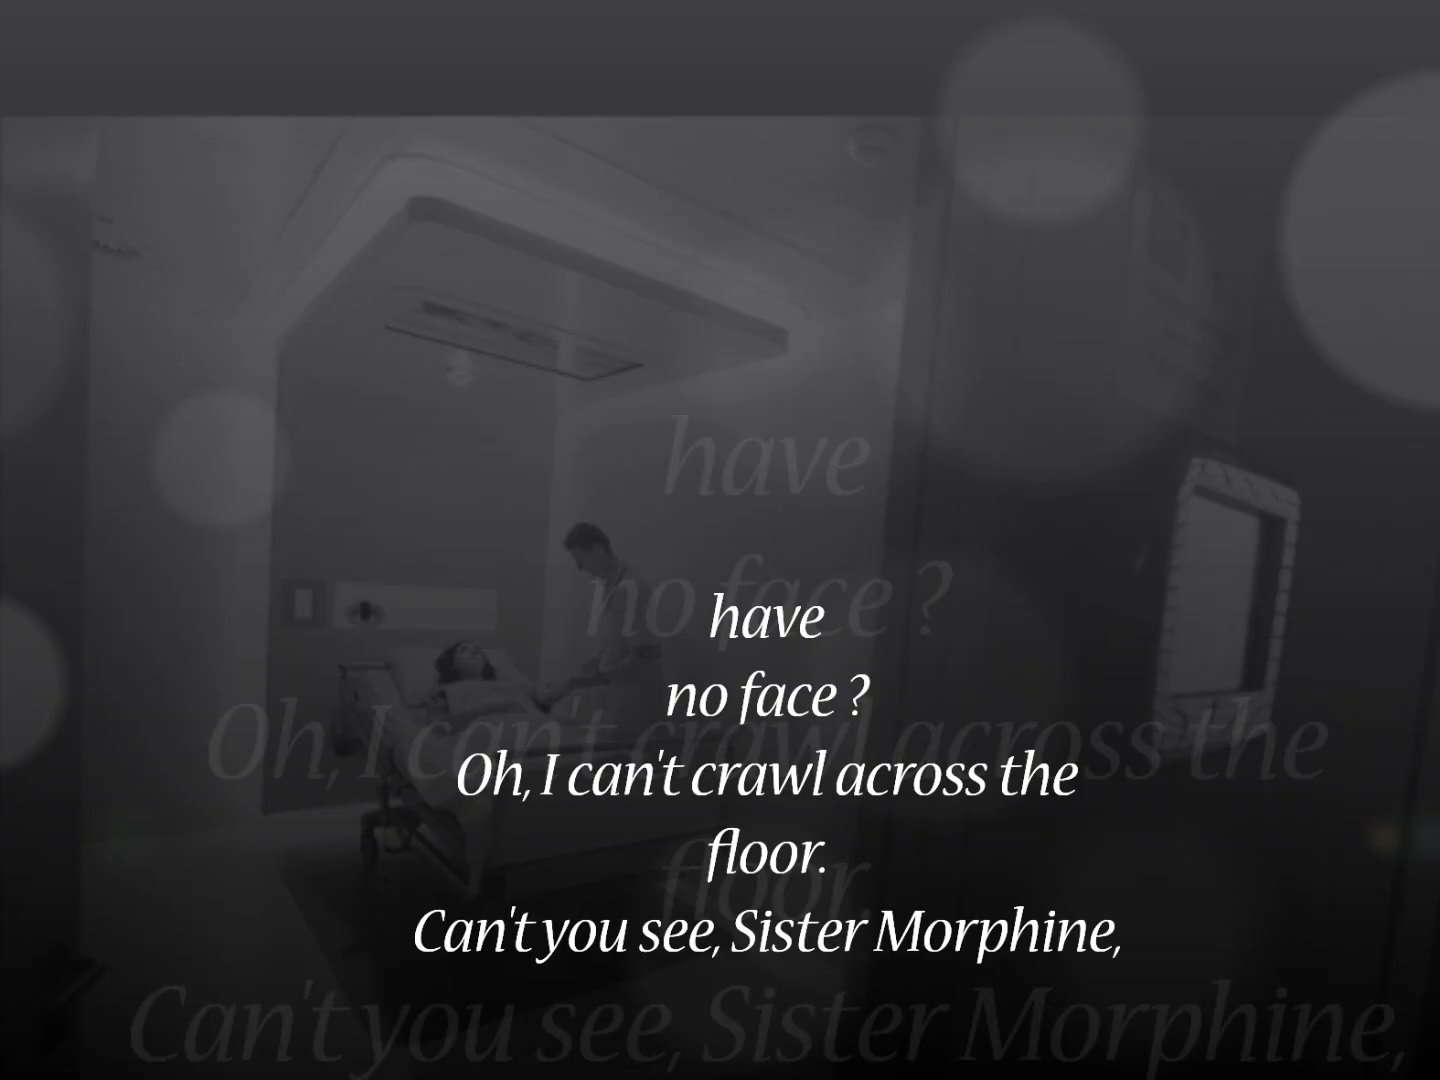 have
no face ?
Oh, I can't crawl across the
floor.
Can't you see, Sister Morphine,